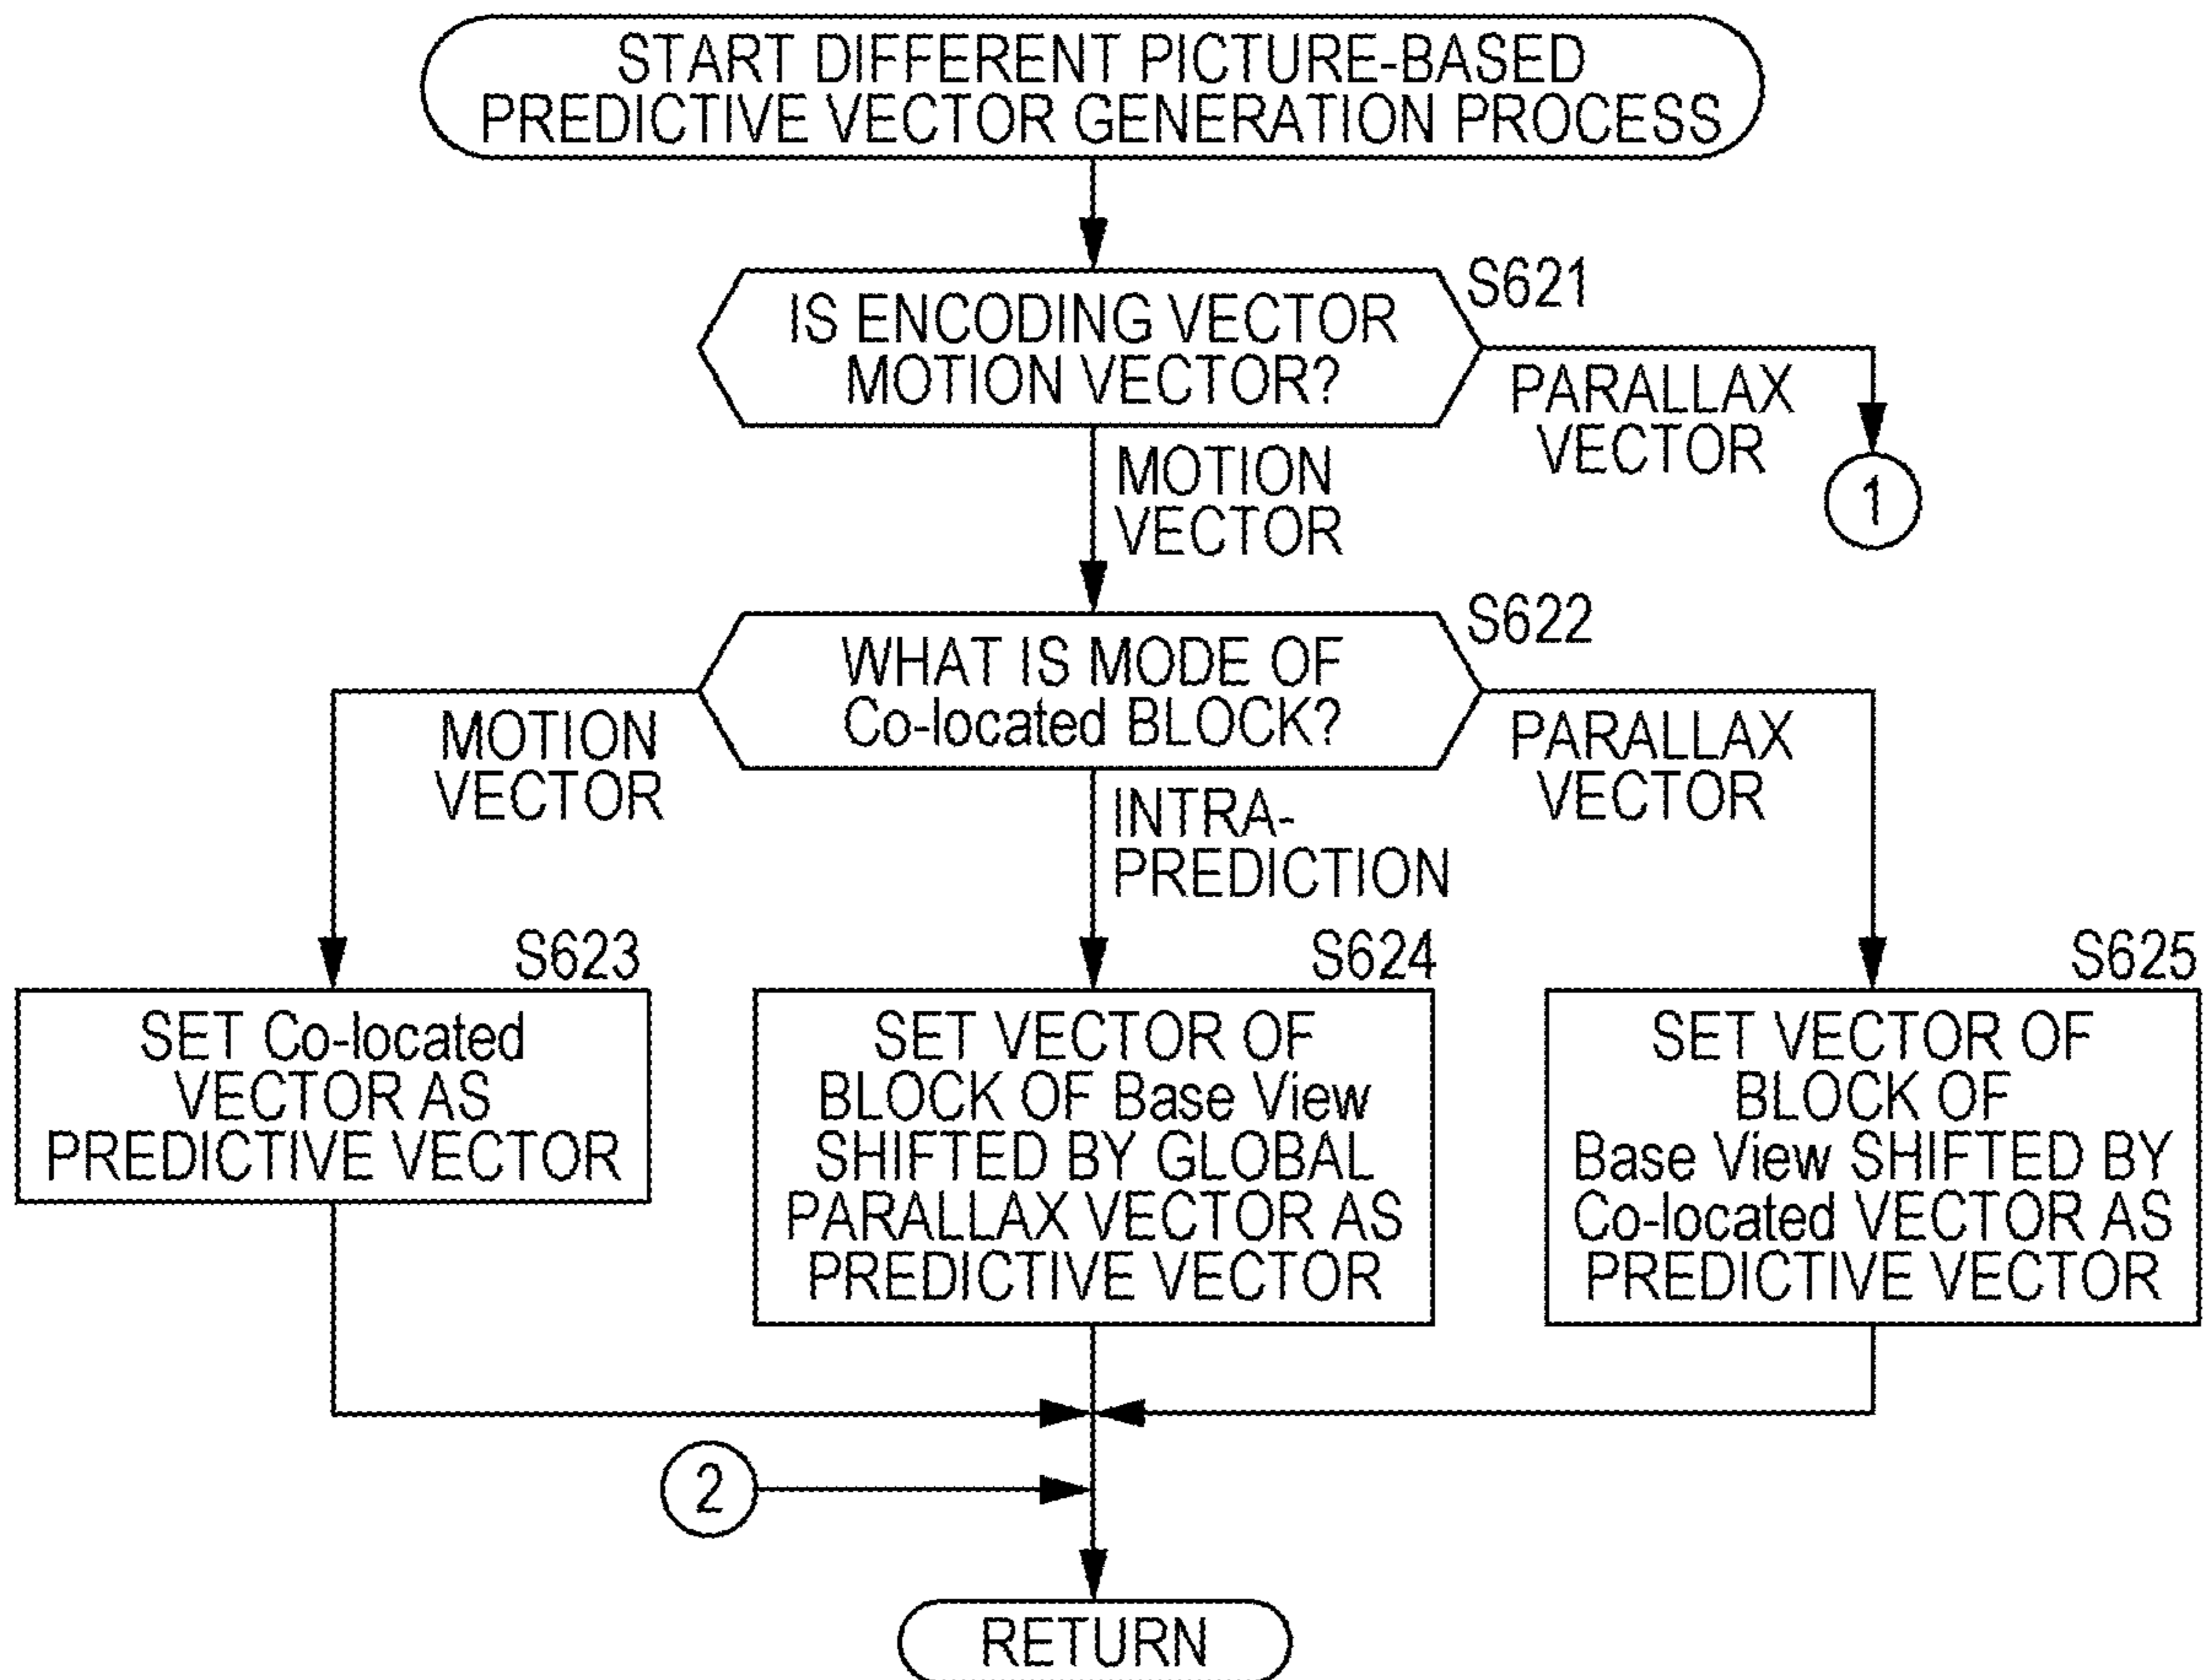 START DIFFERENT PICTURE-BASED
PREDICTIVE VECTOR GENERATION PROCESS
S621
IS ENCODING VECTOR
MOTION VECTOR?
PARALLAX
VECTOR
1
MOTION
VECTOR
S622
WHAT IS MODE OF
Co-located BLOCK?
MOTION
VECTOR
INTRA-
PREDICTION
PARALLAX
VECTOR
S623
SET Co-located
VECTOR AS
PREDICTIVE VECTOR
S624
SET VECTOR OF
BLOCK OF Base View
SHIFTED BY GLOBAL
PARALLAX VECTOR AS
PREDICTIVE VECTOR
S625
SET VECTOR OF
BLOCK OF
Base View SHIFTED BY
Co-located VECTOR AS
PREDICTIVE VECTOR
2
RETURN